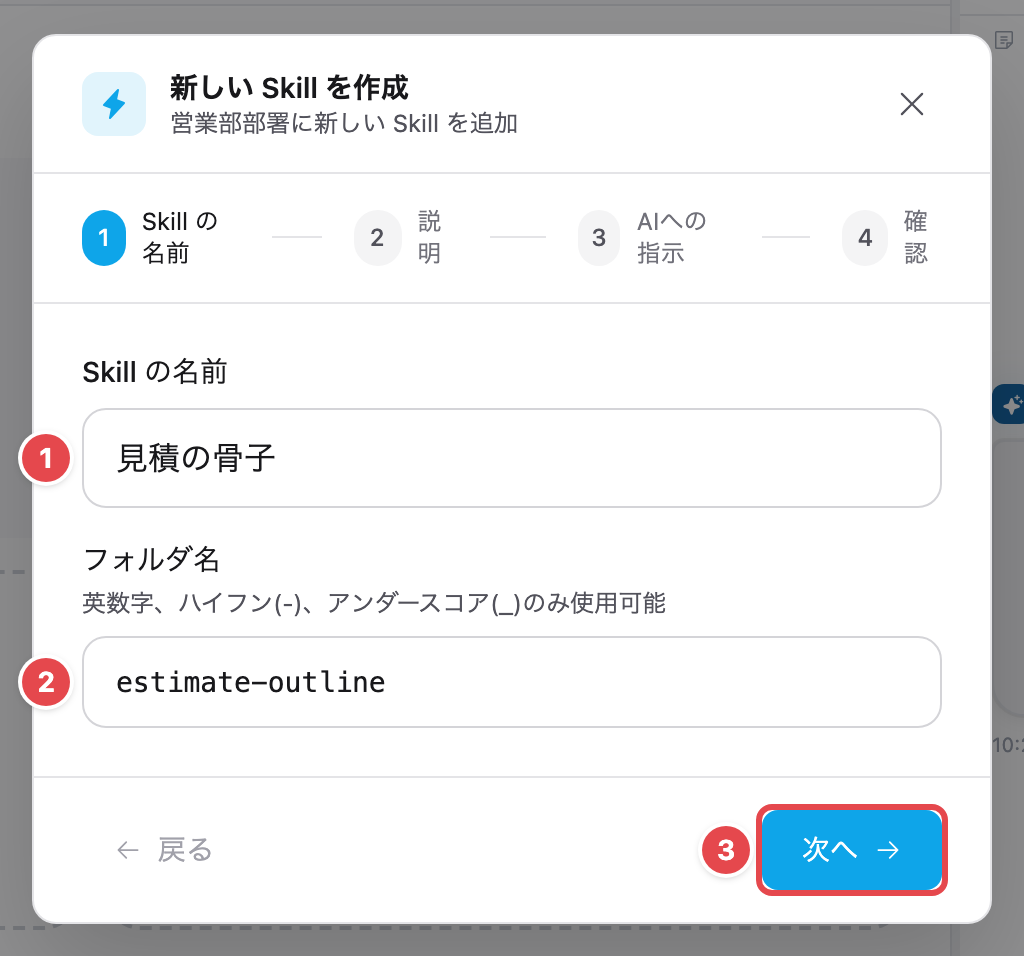 新しい Skill を作成
営業部部署に新しい Skill を追加
1
Skill の
名前
2
説
明
3
AIへの
指示
4
確
認
Skill の名前
1
見積の骨子
フォルダ名
英数字、ハイフン(-)、アンダースコア(_)のみ使用可能
2
estimate-outline
← 戻る
3
次へ →